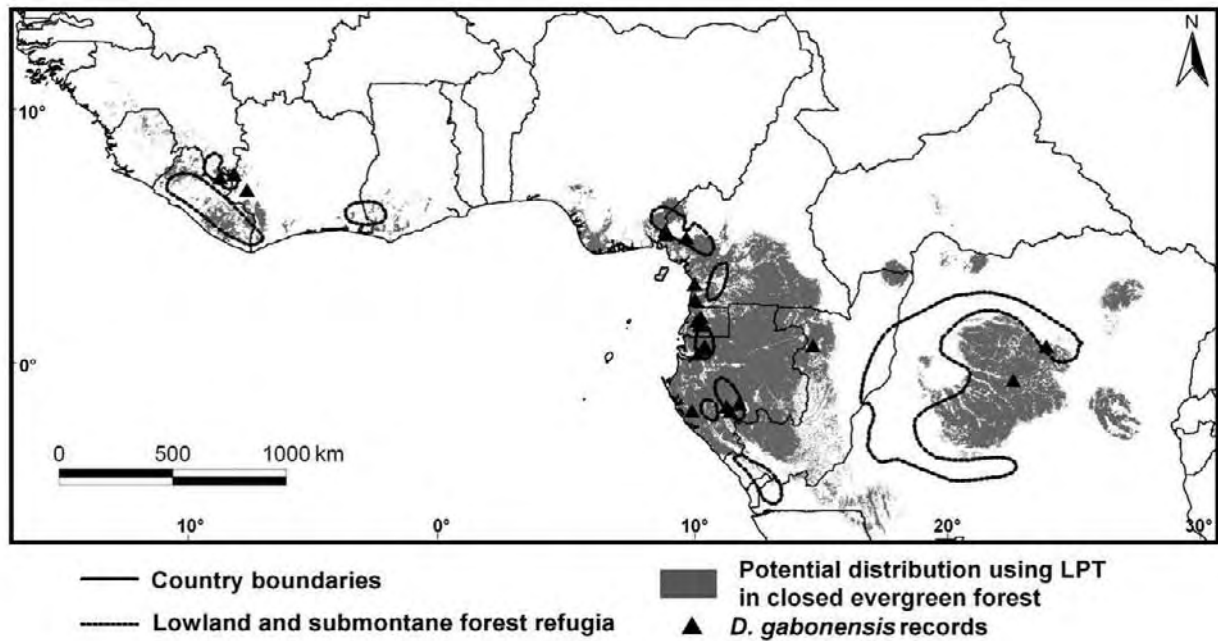 N
10°
0°
0 500 1000 km
10° 0° 10° 20° 30°
Country boundaries
Lowland and submontane forest refugia
Potential distribution using LPT
in closed evergreen forest
D. gabonensis records